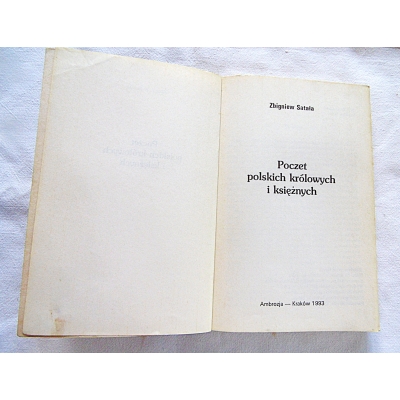 Zbigniew Satała
Poczet
polskich królowych
i księżnych
Ambrozja — Kraków 1993